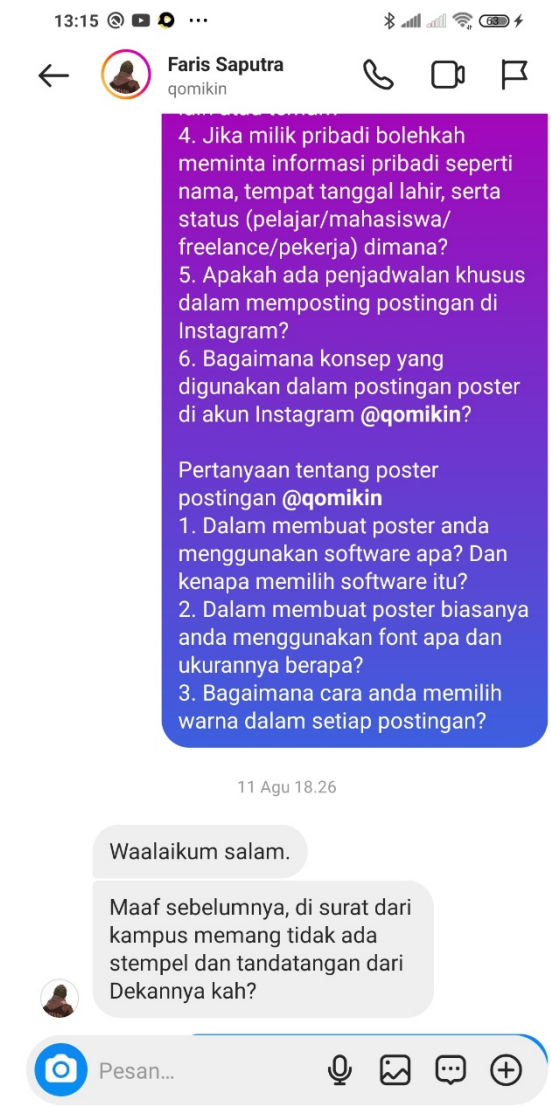 13:15
63
Faris Saputra
qomikin
4. Jika milik pribadi bolehkah
meminta informasi pribadi seperti
nama, tempat tanggal lahir, serta
status (pelajar/mahasiswa/
freelance/pekerja) dimana?
5. Apakah ada penjadwalan khusus
dalam memposting postingan di
Instagram?
6. Bagaimana konsep yang
digunakan dalam postingan poster
di akun Instagram @qomikin?
Pertanyaan tentang poster
postingan @qomikin
1. Dalam membuat poster anda
menggunakan software apa? Dan
kenapa memilih software itu?
2. Dalam membuat poster biasanya
anda menggunakan font apa dan
ukurannya berapa?
3. Bagaimana cara anda memilih
warna dalam setiap postingan?
11 Agu 18.26
Waalaikum salam.
Maaf sebelumnya, di surat dari
kampus memang tidak ada
stempel dan tandatangan dari
Dekannya kah?
Pesan...